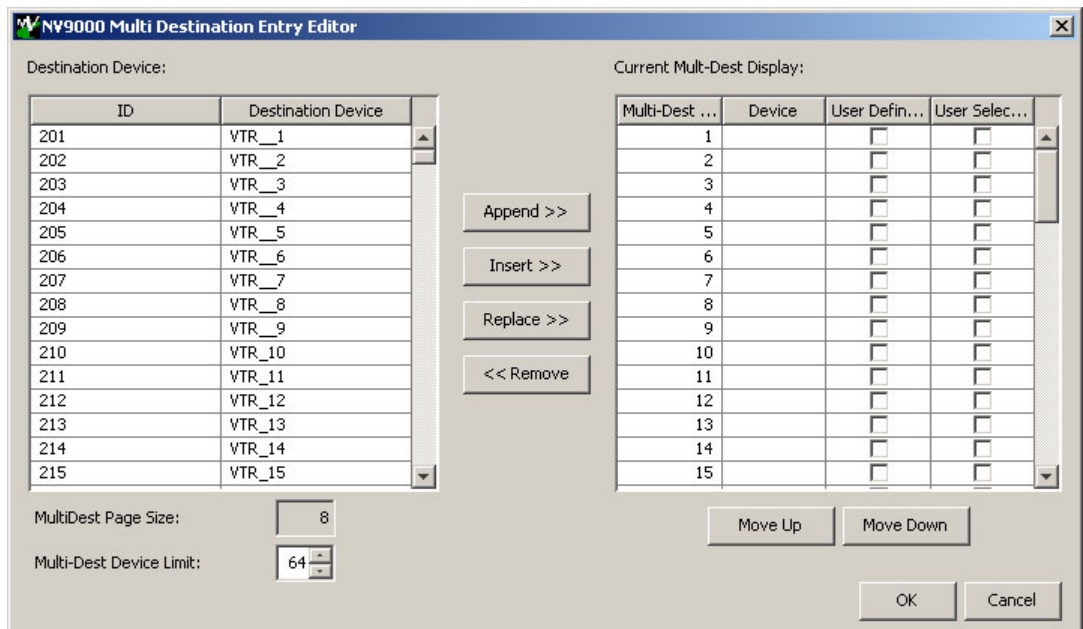 NV9000 Multi Destination Entry Editor
Destination Device:
ID Destination Device
201 VTR__1
202 VTR__2
203 VTR__3
204 VTR__4
205 VTR__5
206 VTR__6
207 VTR__7
208 VTR__8
209 VTR__9
210 VTR_10
211 VTR_11
212 VTR_12
213 VTR_13
214 VTR_14
215 VTR_15
MultiDest Page Size: 8
Multi-Dest Device Limit: 64
Append >>
Insert >>
Replace >>
<< Remove
Current Mult-Dest Display:
Multi-Dest ... Device User Defin... User Selec...
1
2
3
4
5
6
7
8
9
10
11
12
13
14
15
Move Up Move Down
OK Cancel